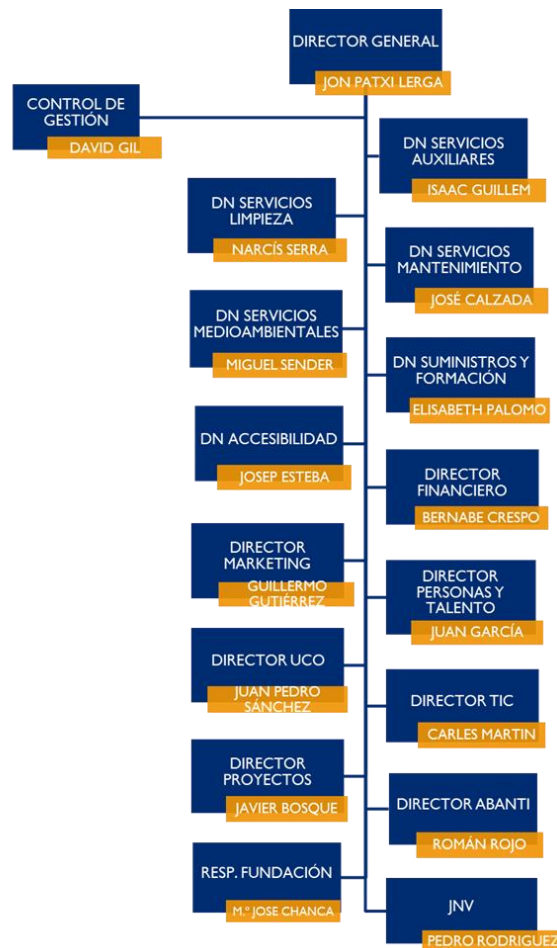 DIRECTOR GENERAL
JON PATXI LERGA
CONTROL DE
GESTIÓN
DAVID GIL
DN SERVICIOS
AUXILIARES
ISAAC GUILLEM
DN SERVICIOS
LIMPIEZA
NARCÍS SERRA
DN SERVICIOS
MANTENIMIENTO
JOSÉ CALZADA
DN SERVICIOS
MEDIOAMBIENTALES
MIGUEL SENDER
DN SUMINISTROS Y
FORMACIÓN
ELISABETH PALOMO
DN ACCESIBILIDAD
JOSEP ESTEBA
DIRECTOR
FINANCIERO
BERNABE CRESPO
DIRECTOR
MARKETING
GUILLERMO
GUTIÉRREZ
DIRECTOR
PERSONAS Y
TALENTO
JUAN GARCÍA
DIRECTOR UCO
JUAN PEDRO
SÁNCHEZ
DIRECTOR TIC
CARLES MARTIN
DIRECTOR
PROYECTOS
JAVIER BOSQUE
DIRECTOR ABANTI
ROMÁN ROJO
RESP. FUNDACIÓN
M.ª JOSE CHANCA
JNV
PEDRO RODRIGUEZ